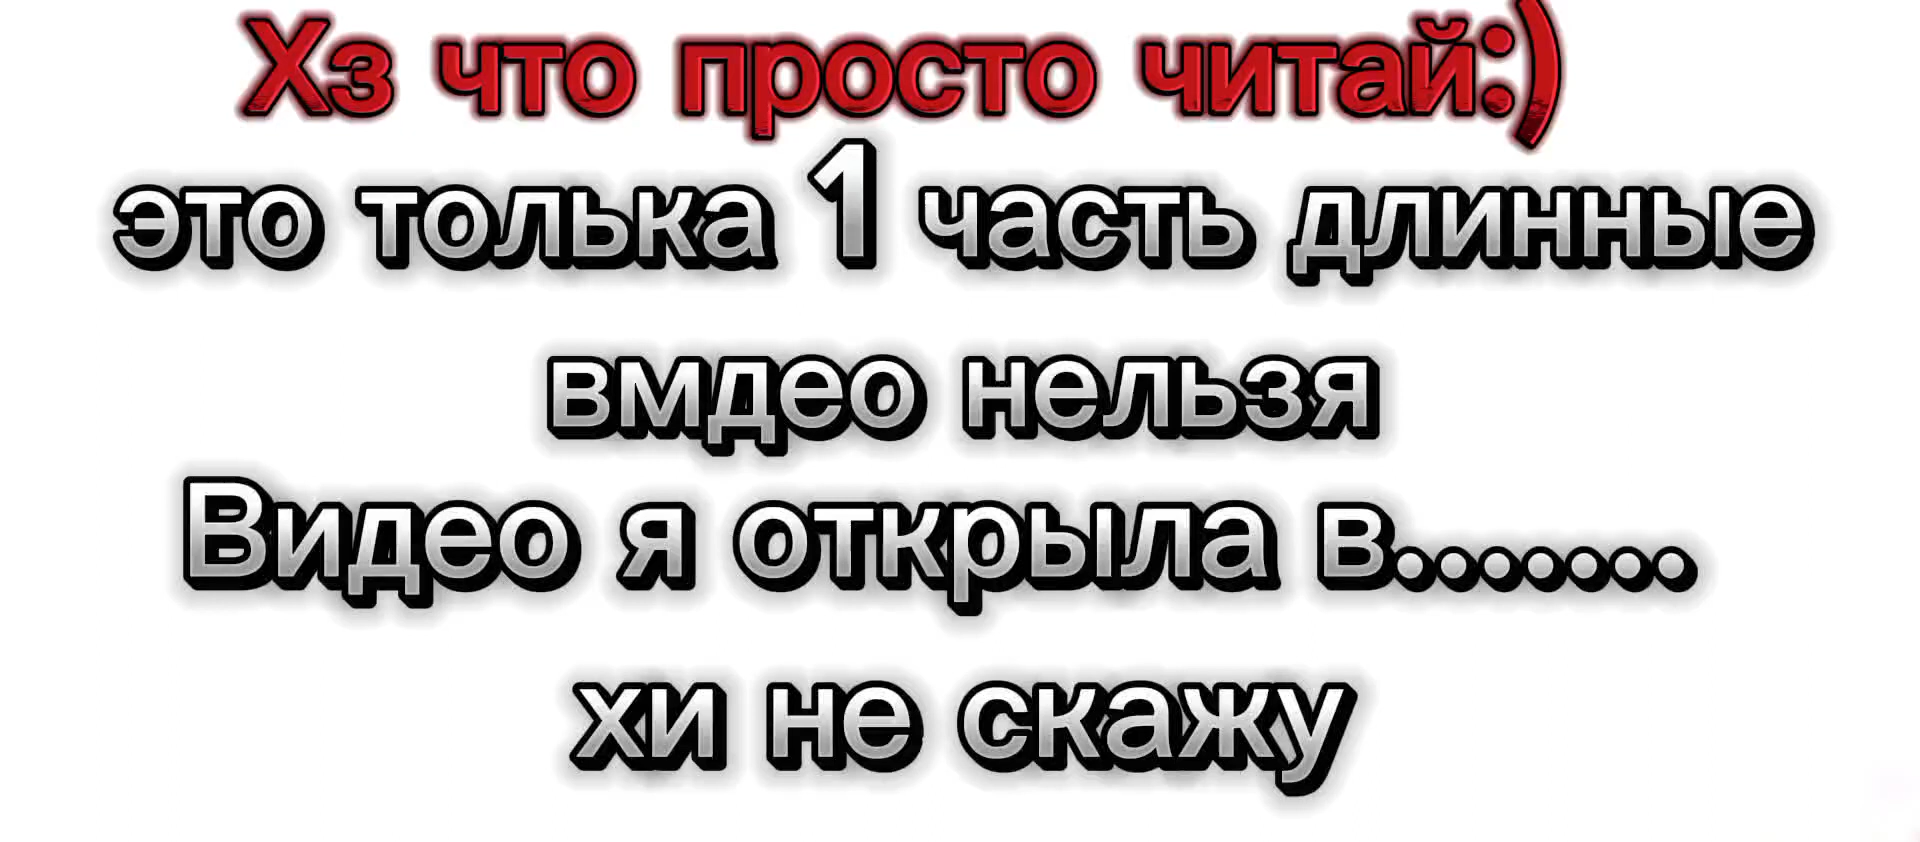 Хз что просто читай:)
это толька 1 часть длинные
вмдео нельзя
Видео я открыла в.......
хи не скажу